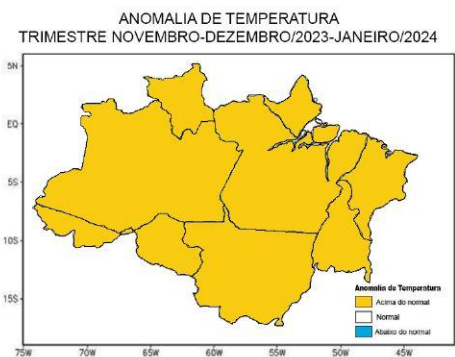 ANOMALIA DE TEMPERATURA
TRIMESTRE NOVEMBRO-DEZEMBRO/2023-JANEIRO/2024
5N
EQ
5S
10S
15S
75W 70W 65W 60W 55W 50W 45W
Anomalia de Temperatura
Acima do normal
Normal
Abaixo do normal